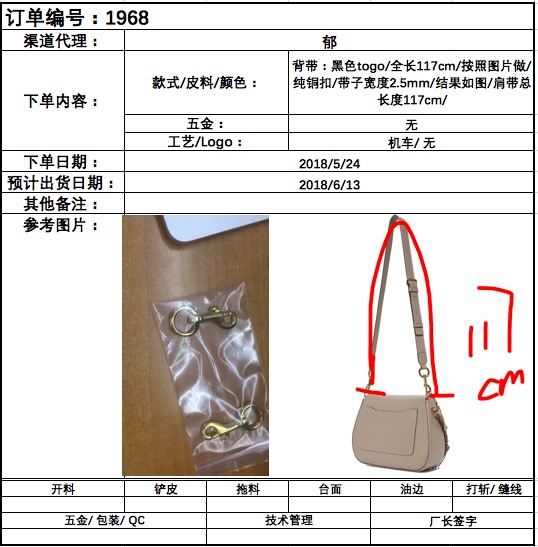 订单编号：1968
渠道代理： 郁
下单内容： 款式/皮料/颜色： 背带：黑色togo/全长117cm/按照图片做/
纯铜扣/带子宽度2.5mm/结果如图/肩带总
长度117cm/
五金： 无
工艺/Logo： 机车/ 无
下单日期： 2018/5/24
预计出货日期： 2018/6/13
其他备注：
参考图片：
117
cm
开料 铲皮 拖料 台面 油边 打斩/ 缝线
五金/ 包装/ QC 技术管理 厂长签字